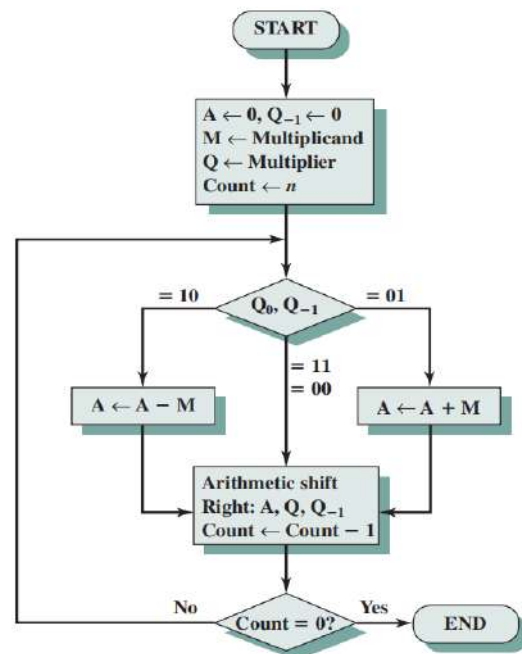 START
A ← 0, Q₋₁ ← 0
M ← Multiplicand
Q ← Multiplier
Count ← n
= 10
Q₀, Q₋₁
= 01
= 11
= 00
A ← A − M
A ← A + M
Arithmetic shift
Right: A, Q, Q₋₁
Count ← Count − 1
No
Count = 0?
Yes
END